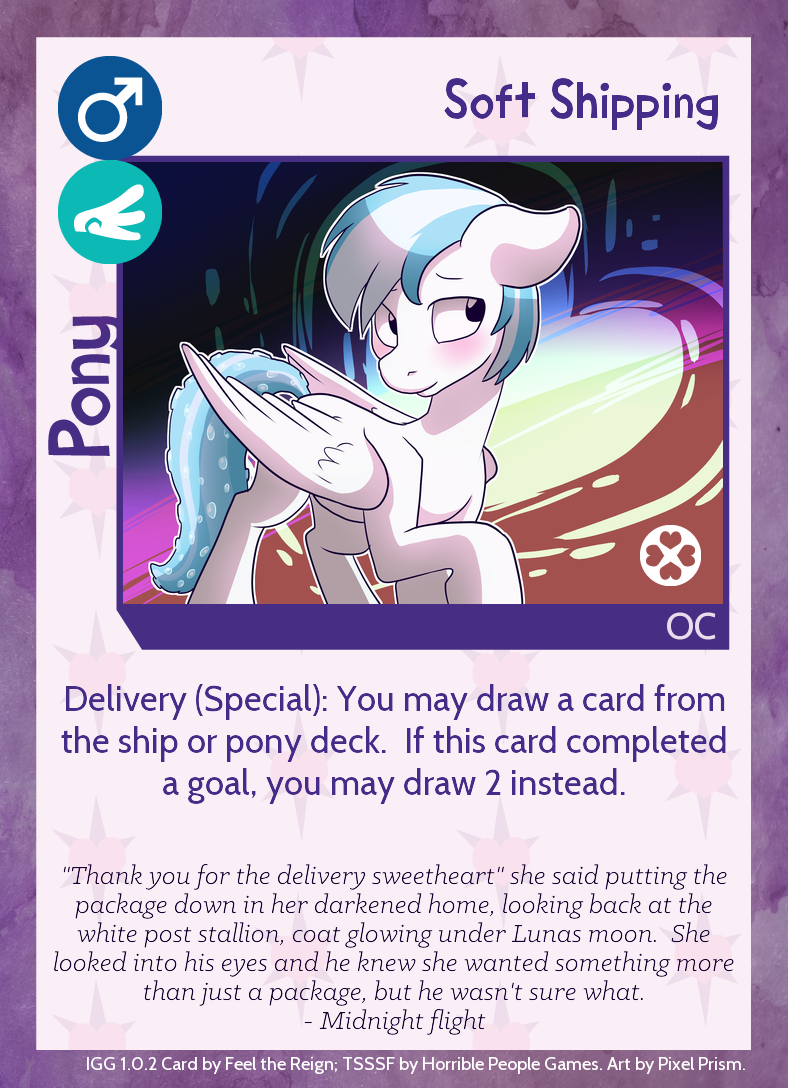 Soft Shipping
Pony
OC
Delivery (Special): You may draw a card from
the ship or pony deck.  If this card completed
a goal, you may draw 2 instead.
"Thank you for the delivery sweetheart" she said putting the
package down in her darkened home, looking back at the
white post stallion, coat glowing under Lunas moon.  She
looked into his eyes and he knew she wanted something more
than just a package, but he wasn't sure what.
- Midnight flight
IGG 1.0.2 Card by Feel the Reign; TSSSF by Horrible People Games. Art by Pixel Prism.